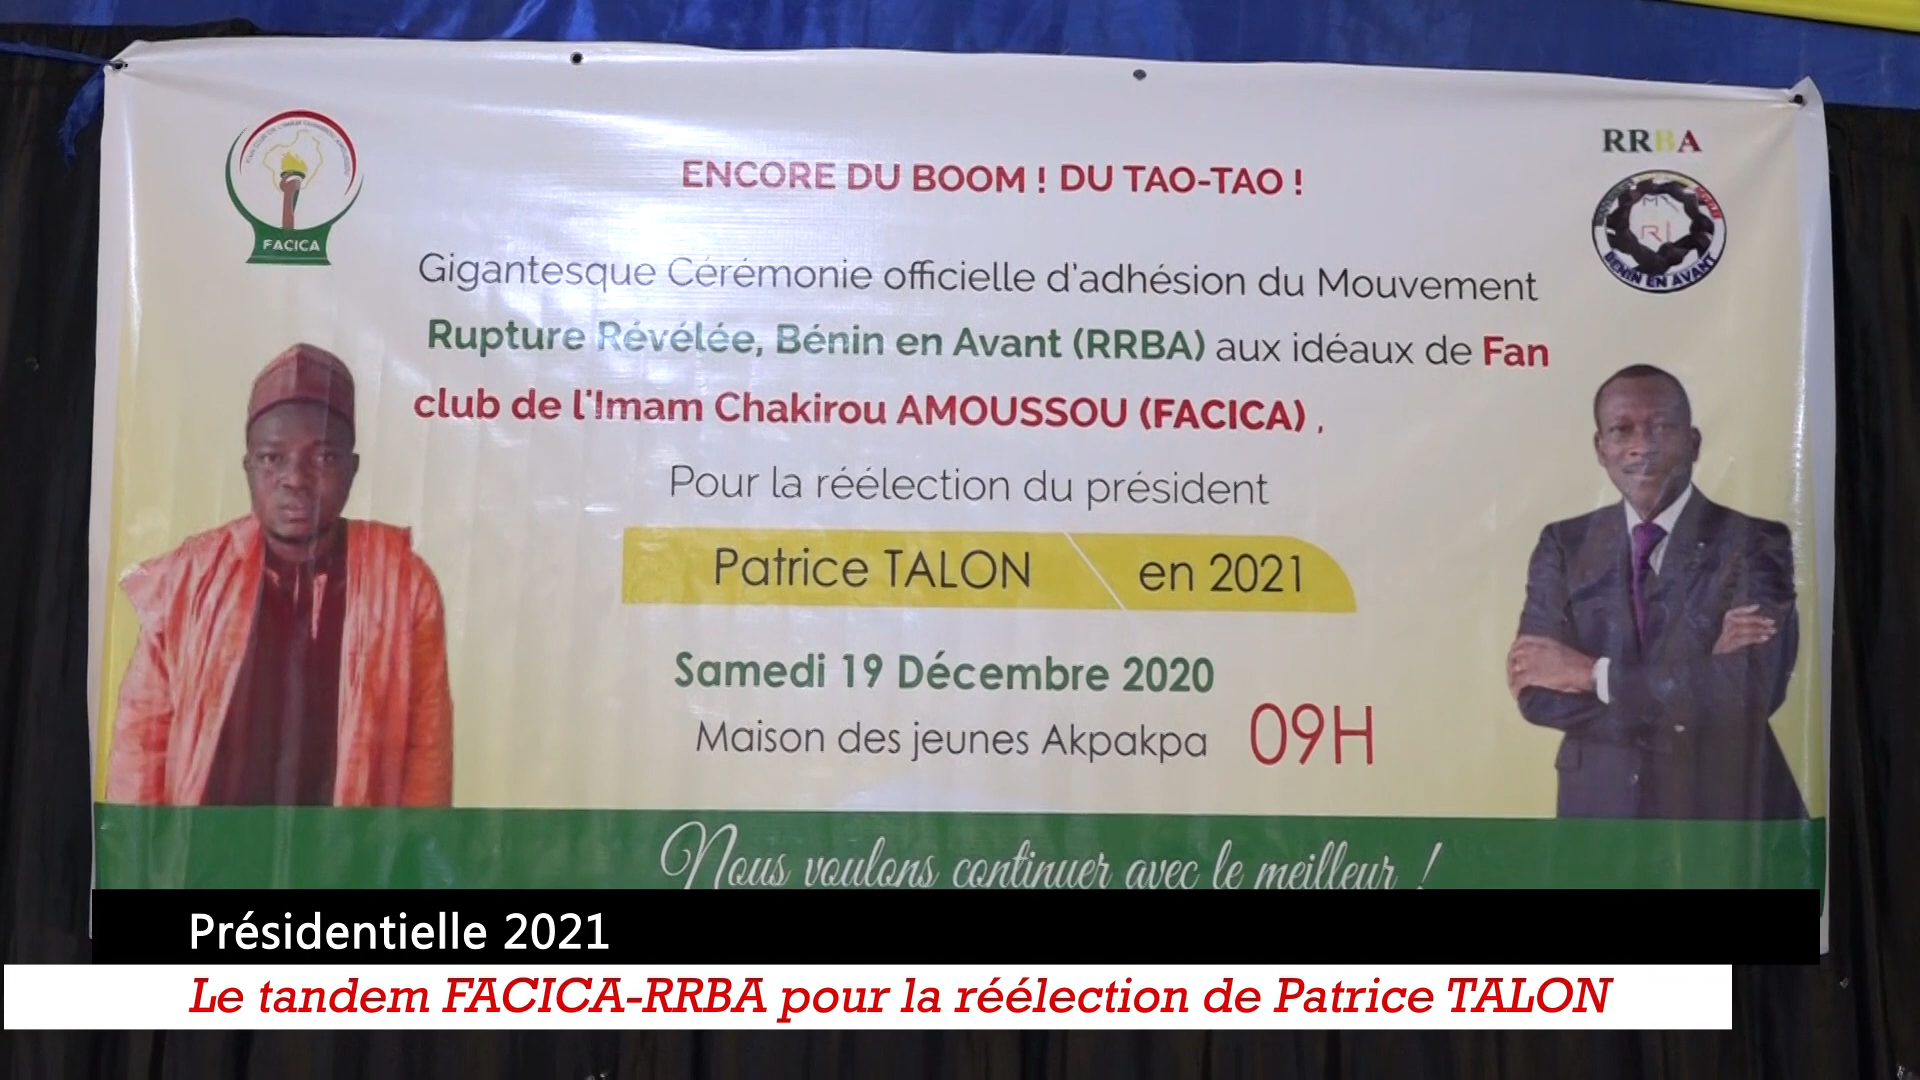 RRBA
ENCORE DU BOOM ! DU TAO-TAO !
FACICA
BÉNIN EN AVANT
Gigantesque Cérémonie officielle d'adhésion du Mouvement
Rupture Révélée, Bénin en Avant (RRBA) aux idéaux de Fan
club de l'Imam Chakirou AMOUSSOU (FACICA) ,
Pour la réélection du président
Patrice TALON en 2021
Samedi 19 Décembre 2020
Maison des jeunes Akpakpa 09H
Nous voulons continuer avec le meilleur !
Présidentielle 2021
Le tandem FACICA-RRBA pour la réélection de Patrice TALON